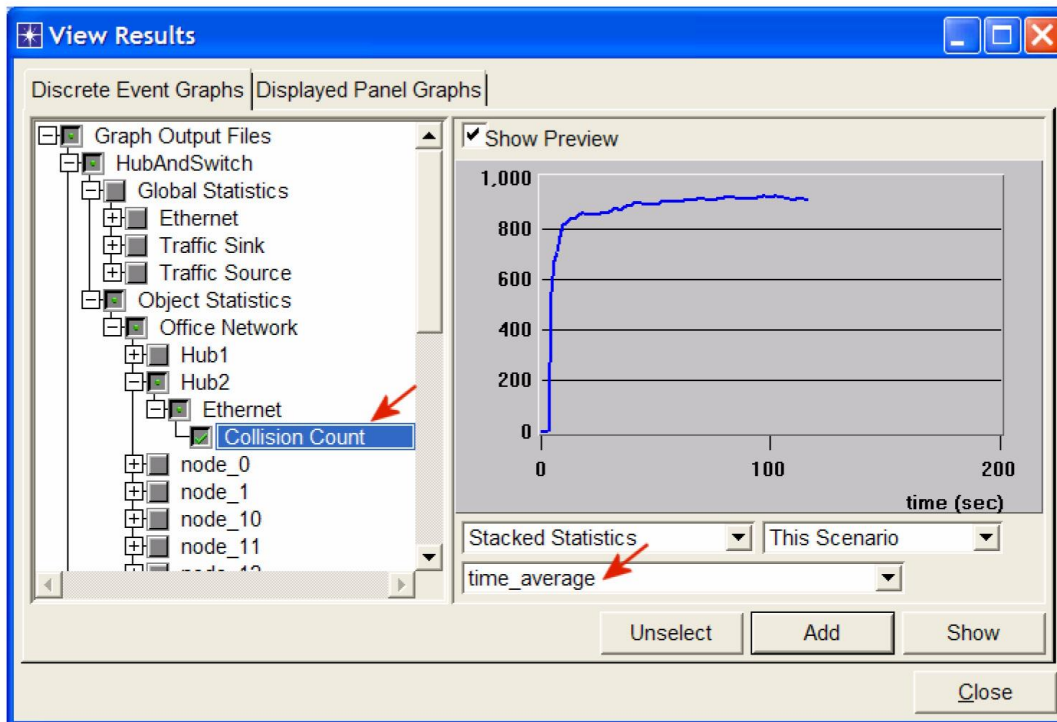 View Results
Discrete Event Graphs
Displayed Panel Graphs
Graph Output Files
HubAndSwitch
Global Statistics
Ethernet
Traffic Sink
Traffic Source
Object Statistics
Office Network
Hub1
Hub2
Ethernet
Collision Count
node_0
node_1
node_10
node_11
node_12
Show Preview
1,000
800
600
400
200
0
0 100 200
time (sec)
Stacked Statistics
This Scenario
time_average
Unselect
Add
Show
Close